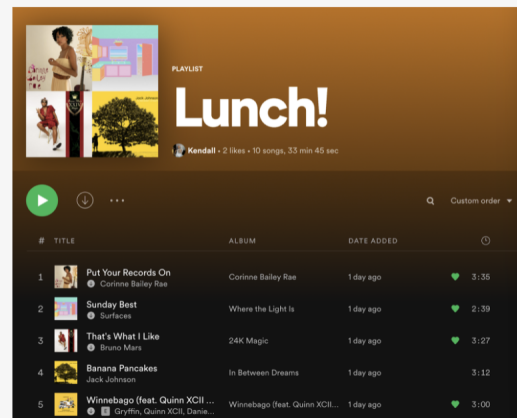 PLAYLIST
Lunch!
Kendall • 2 likes • 10 songs, 33 min 45 sec
Custom order
# TITLE ALBUM DATE ADDED
1 Put Your Records On Corinne Bailey Rae 1 day ago 3:35
Corinne Bailey Rae
2 Sunday Best Where the Light Is 1 day ago 2:39
Surfaces
3 That's What I Like 24K Magic 1 day ago 3:27
Bruno Mars
4 Banana Pancakes In Between Dreams 1 day ago 3:12
Jack Johnson
5 Winnebago (feat. Quinn XCII ... Winnebago (feat. Quinn XCII... 1 day ago 3:00
E Gryffin, Quinn XCII, Danie...